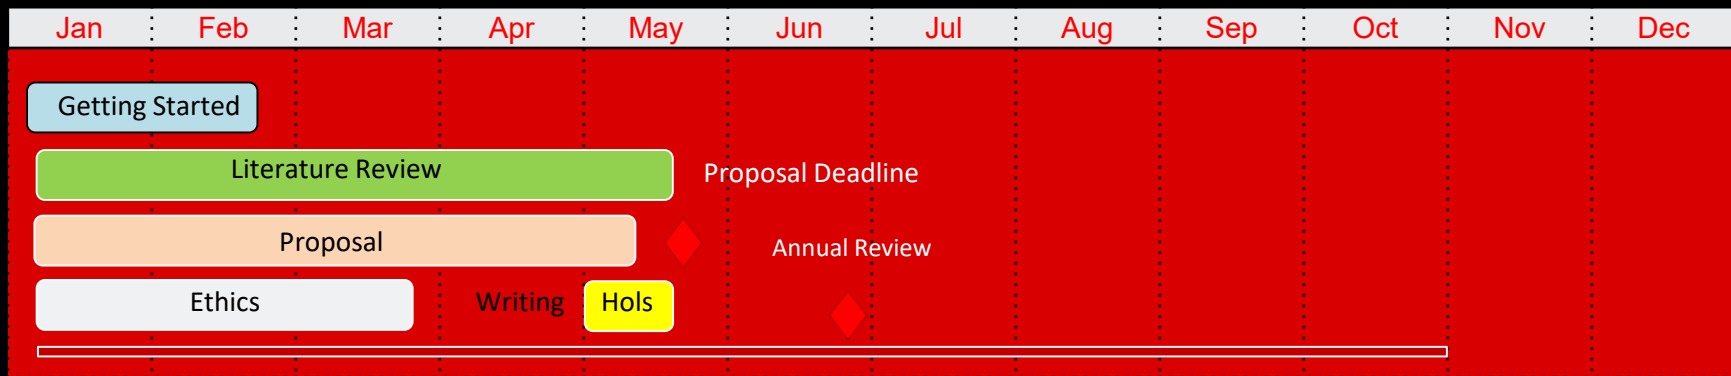 Jan Feb Mar Apr May Jun Jul Aug Sep Oct Nov Dec
Getting Started
Literature Review
Proposal Deadline
Proposal
Annual Review
Ethics
Writing
Hols